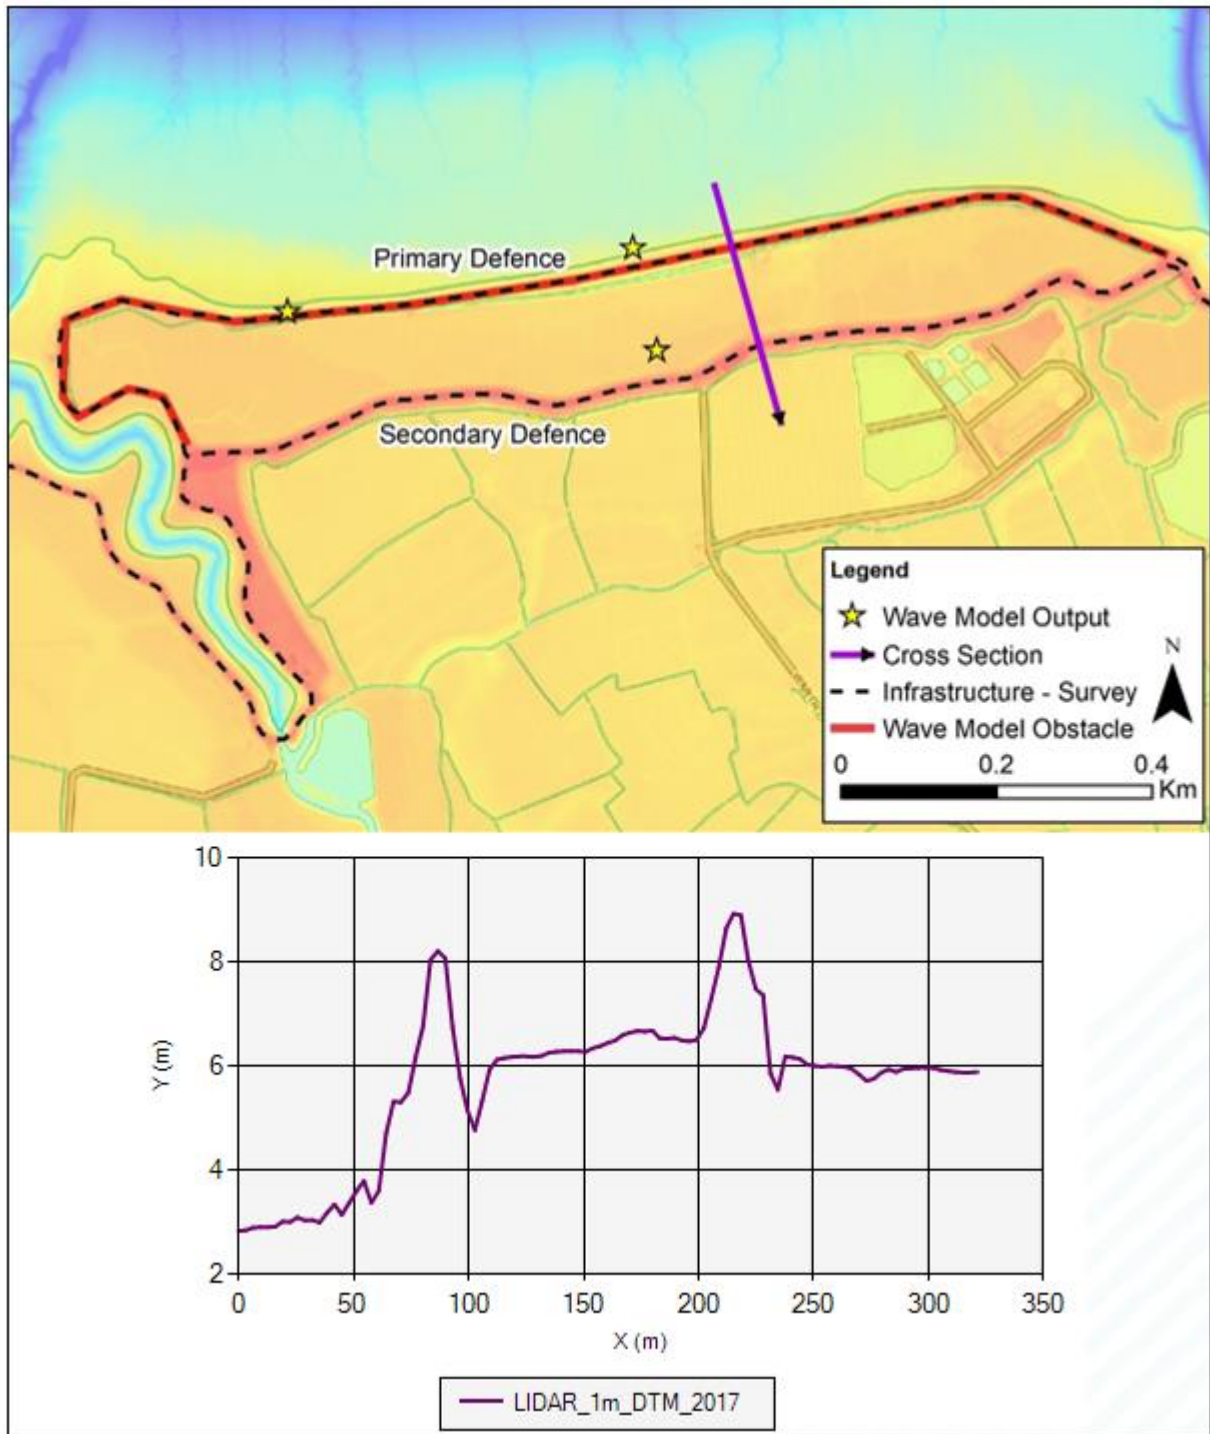 Primary Defence
Secondary Defence
Legend
Wave Model Output
Cross Section
N
Infrastructure - Survey
Wave Model Obstacle
0 0.2 0.4
Km
10
8
6
4
2
Y (m)
0 50 100 150 200 250 300 350
X (m)
LIDAR_1m_DTM_2017